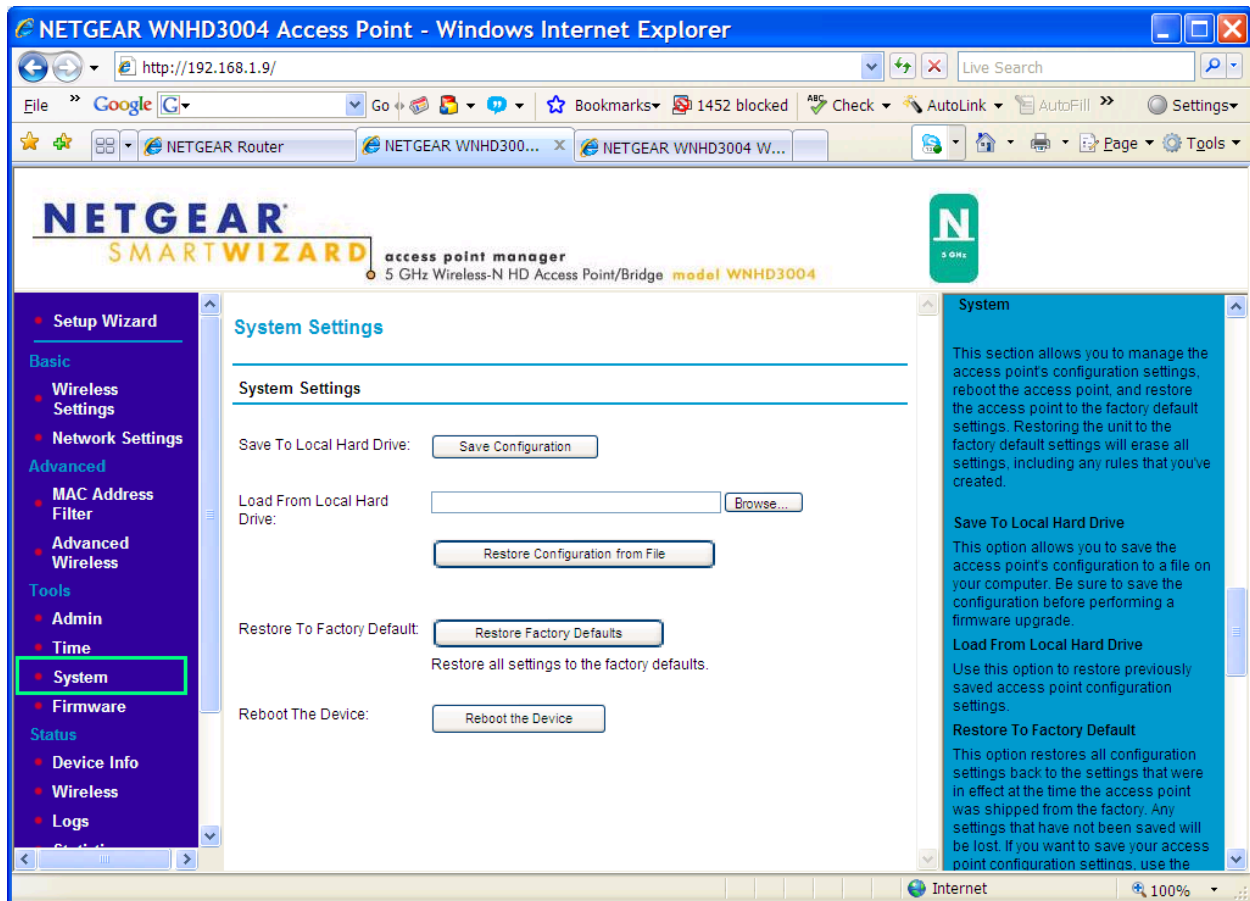 NETGEAR WNHD3004 Access Point - Windows Internet Explorer
http://192.168.1.9/
Live Search
File » Google G Go 1452 blocked Check AutoLink AutoFill » Settings
Bookmarks
NETGEAR Router
NETGEAR WNHD300... X
NETGEAR WNHD3004 W...
Page Tools
NETGEAR
SMARTWIZARD
access point manager
5 GHz Wireless-N HD Access Point/Bridge model WNHD3004
N
5 GHz
Setup Wizard
Basic
Wireless
Settings
Network Settings
Advanced
MAC Address
Filter
Advanced
Wireless
Tools
Admin
Time
System
Firmware
Status
Device Info
Wireless
Logs
System Settings
System Settings
Save To Local Hard Drive:
Save Configuration
Load From Local Hard
Drive:
Browse...
Restore Configuration from File
Restore To Factory Default:
Restore Factory Defaults
Restore all settings to the factory defaults.
Reboot The Device:
Reboot the Device
System
This section allows you to manage the
access point's configuration settings,
reboot the access point, and restore
the access point to the factory default
settings. Restoring the unit to the
factory default settings will erase all
settings, including any rules that you've
created.
Save To Local Hard Drive
This option allows you to save the
access point's configuration to a file on
your computer. Be sure to save the
configuration before performing a
firmware upgrade.
Load From Local Hard Drive
Use this option to restore previously
saved access point configuration
settings.
Restore To Factory Default
This option restores all configuration
settings back to the settings that were
in effect at the time the access point
was shipped from the factory. Any
settings that have not been saved will
be lost. If you want to save your access
point configuration settings, use the
Internet
100%